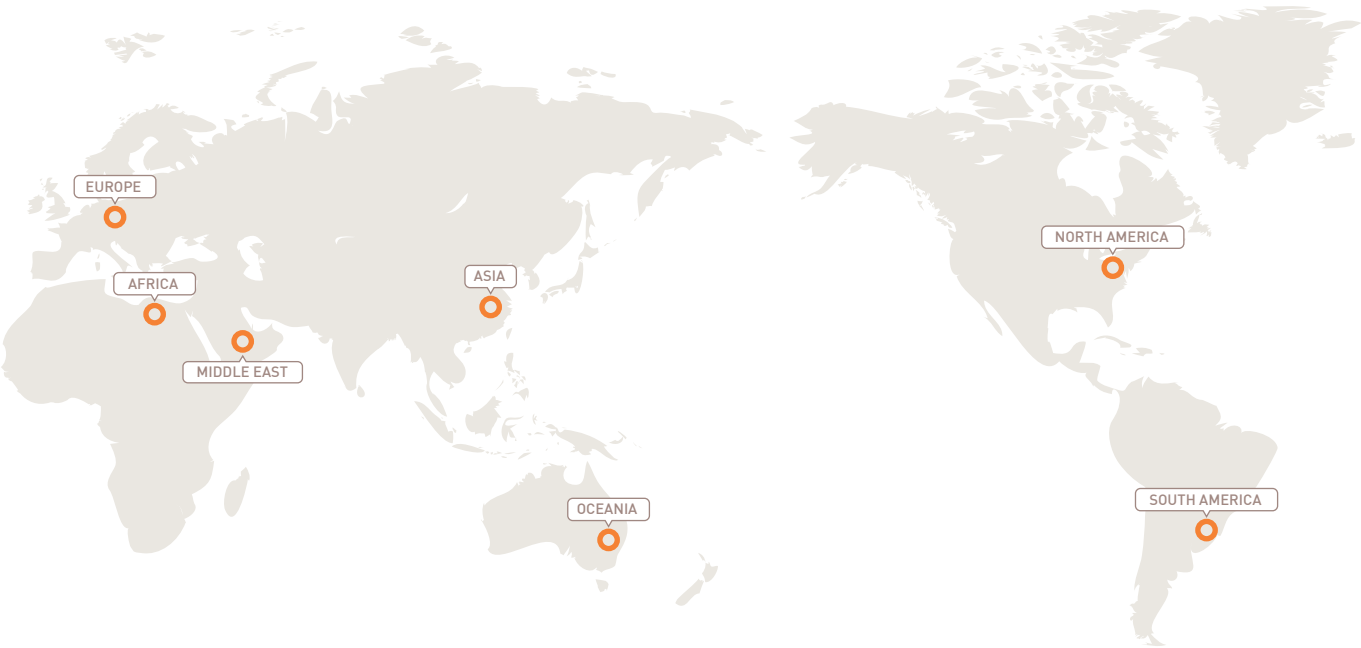 EUROPE
NORTH AMERICA
ASIA
AFRICA
MIDDLE EAST
SOUTH AMERICA
OCEANIA